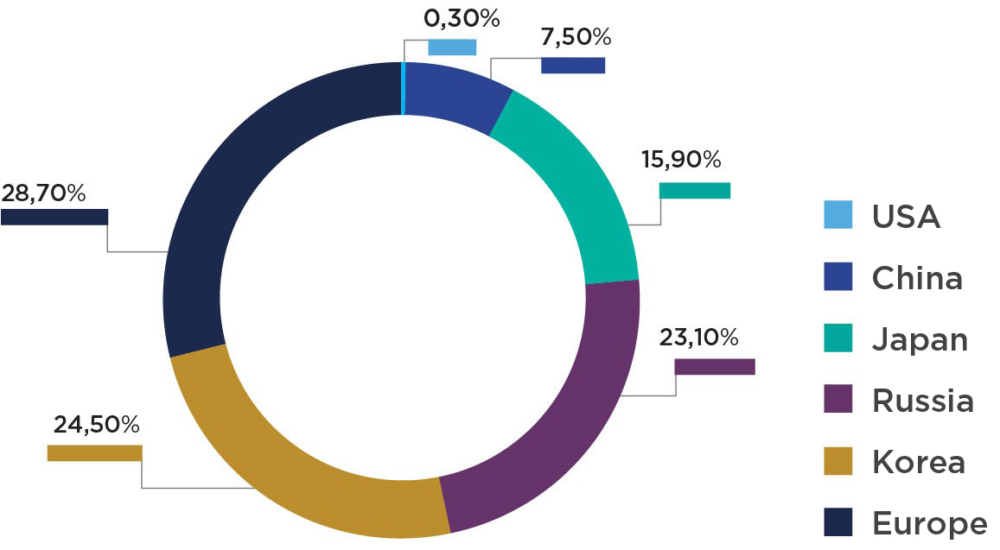 0,30%
7,50%
15,90%
28,70%
23,10%
24,50%
USA
China
Japan
Russia
Korea
Europe